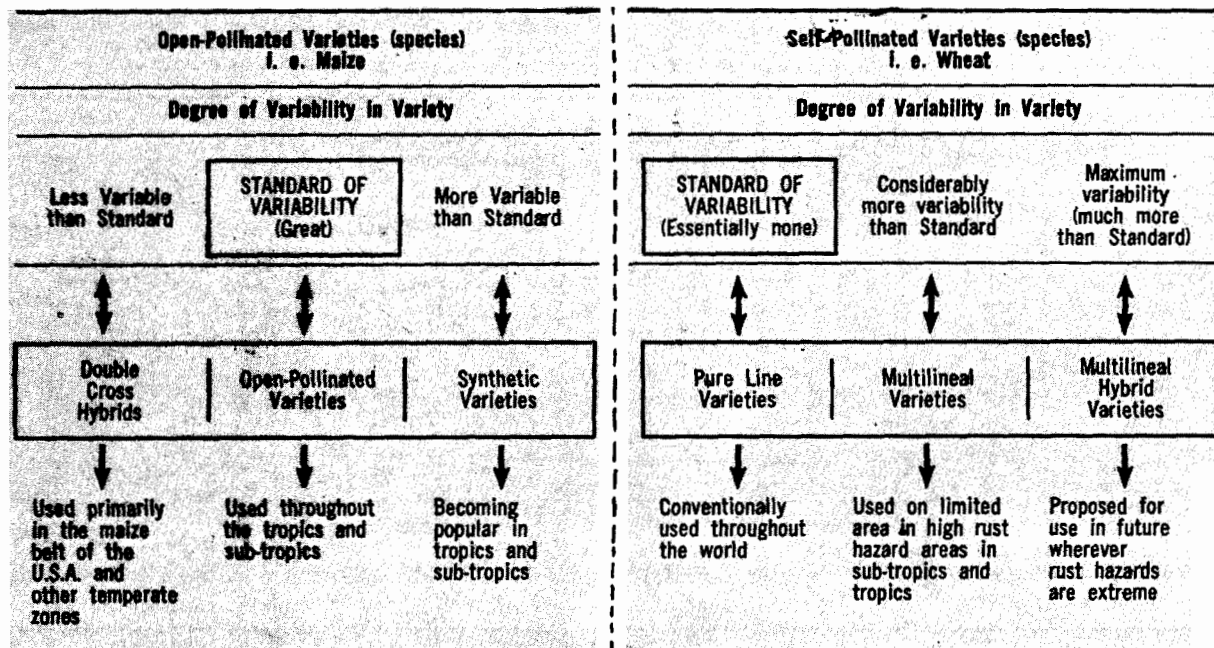 Open-Pollinated Varieties (species)
i. e. Maize
Degree of Variability in Variety
Less Variable
than Standard
STANDARD OF
VARIABILITY
(Great)
More Variable
than Standard
Double
Cross
Hybrids
Open-Pollinated
Varieties
Synthetic
Varieties
Used primarily
in the maize
belt of the
U.S.A. and
other temperate
zones
Used throughout
the tropics and
sub-tropics
Becoming
popular in
tropics and
sub-tropics
Self-Pollinated Varieties (species)
i. e. Wheat
Degree of Variability in Variety
STANDARD OF
VARIABILITY
(Essentially none)
Considerably
more variability
than Standard
Maximum
variability
(much more
than Standard)
Pure Line
Varieties
Multilineal
Varieties
Multilineal
Hybrid
Varieties
Conventionally
used throughout
the world
Used on limited
area in high rust
hazard areas in
sub-tropics and
tropics
Proposed for
use in future
wherever
rust hazards
are extreme